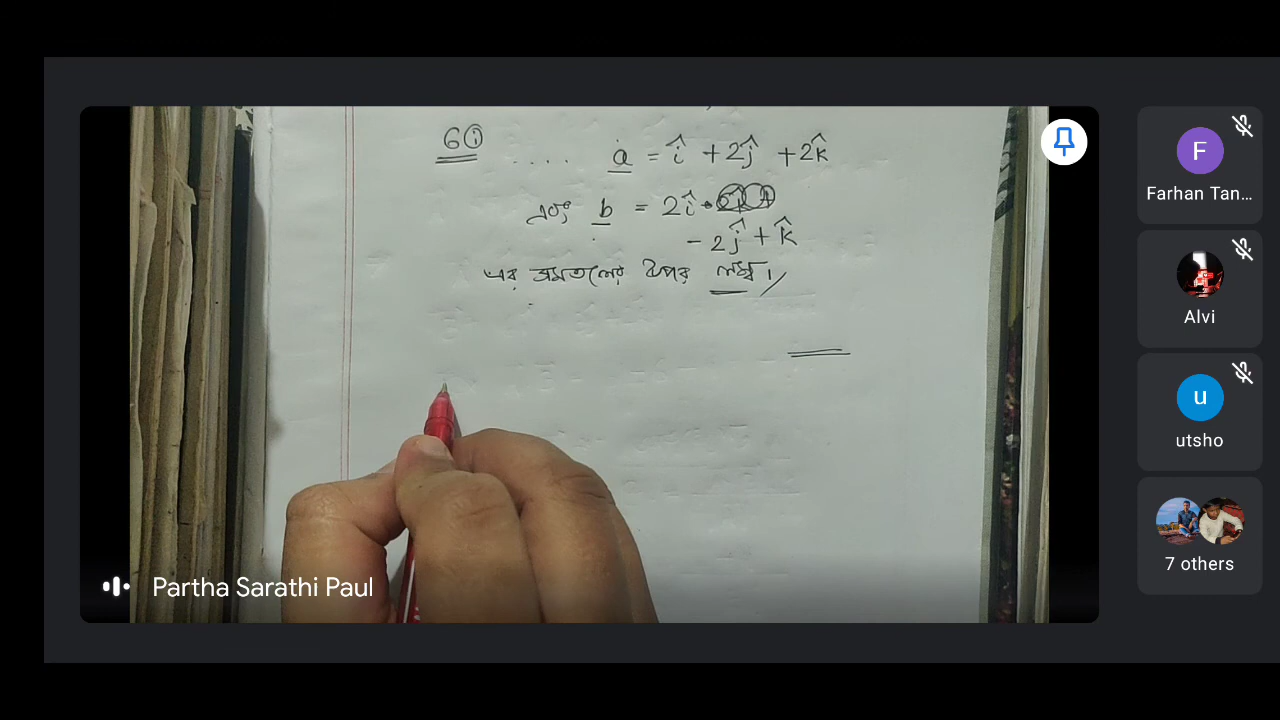 6(i) .... a = î + 2ĵ + 2k̂
এবং b = 2î
- 2ĵ + k̂
এর সমতলের উপর লম্ব।
Partha Sarathi Paul
F
Farhan Tan...
Alvi
u
utsho
7 others